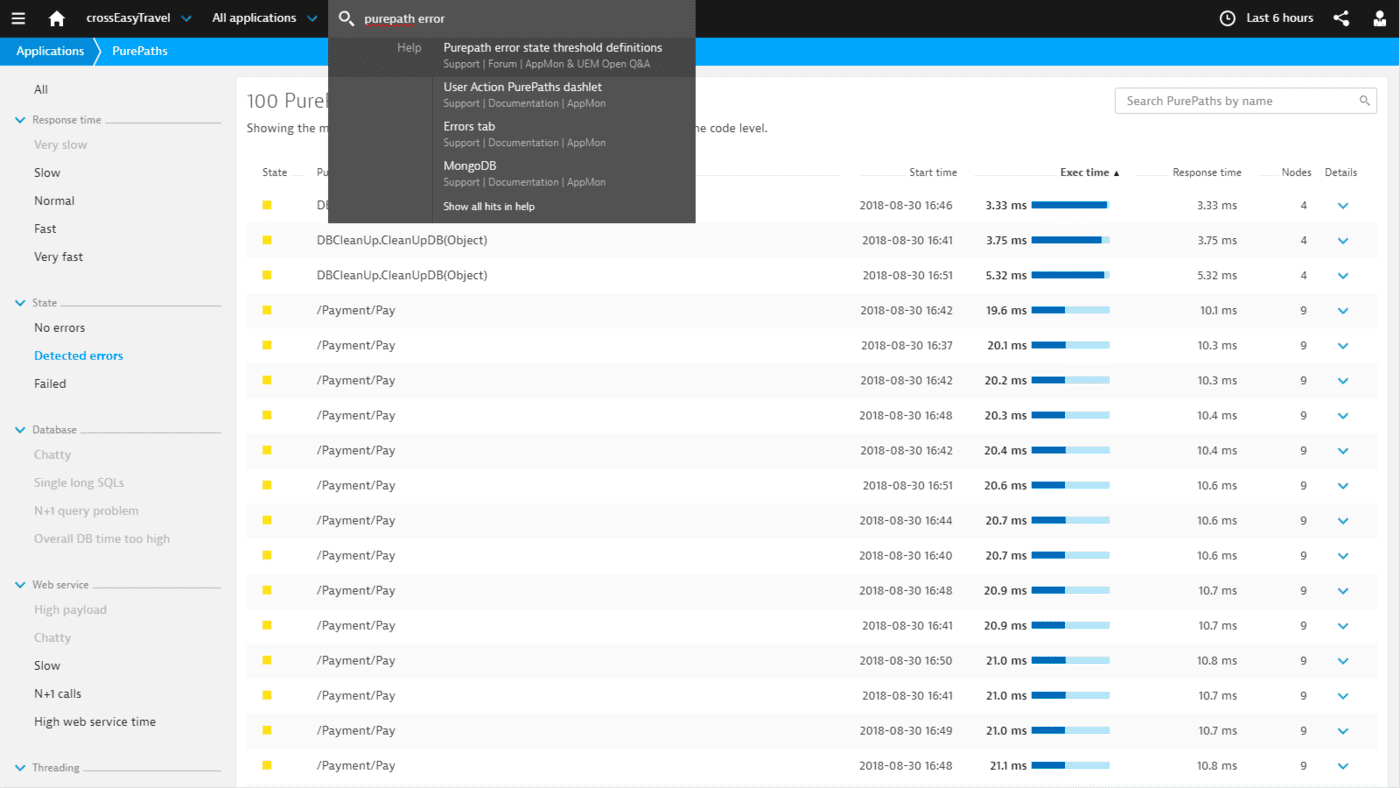 crossEasyTravel All applications purepath error Last 6 hours
Applications PurePaths
Help Purepath error state threshold definitions
Support | Forum | AppMon & UEM Open Q&A
User Action PurePaths dashlet
Support | Documentation | AppMon
Errors tab
Support | Documentation | AppMon
MongoDB
Support | Documentation | AppMon
Show all hits in help
All
Response time
Very slow
Slow
Normal
Fast
Very fast
State
No errors
Detected errors
Failed
Database
Chatty
Single long SQLs
N+1 query problem
Overall DB time too high
Web service
High payload
Chatty
Slow
N+1 calls
High web service time
Threading
100
Search PurePaths by name
Showing the code level.
State Start time Exec time ▲ Response time Nodes Details
2018-08-30 16:46 3.33 ms 3.33 ms 4
DBCleanUp.CleanUpDB(Object) 2018-08-30 16:41 3.75 ms 3.75 ms 4
DBCleanUp.CleanUpDB(Object) 2018-08-30 16:51 5.32 ms 5.32 ms 4
/Payment/Pay 2018-08-30 16:42 19.6 ms 10.1 ms 9
/Payment/Pay 2018-08-30 16:37 20.1 ms 10.3 ms 9
/Payment/Pay 2018-08-30 16:42 20.2 ms 10.3 ms 9
/Payment/Pay 2018-08-30 16:48 20.3 ms 10.4 ms 9
/Payment/Pay 2018-08-30 16:42 20.4 ms 10.4 ms 9
/Payment/Pay 2018-08-30 16:51 20.6 ms 10.6 ms 9
/Payment/Pay 2018-08-30 16:44 20.7 ms 10.6 ms 9
/Payment/Pay 2018-08-30 16:40 20.7 ms 10.6 ms 9
/Payment/Pay 2018-08-30 16:48 20.9 ms 10.7 ms 9
/Payment/Pay 2018-08-30 16:41 20.9 ms 10.7 ms 9
/Payment/Pay 2018-08-30 16:50 21.0 ms 10.8 ms 9
/Payment/Pay 2018-08-30 16:41 21.0 ms 10.7 ms 9
/Payment/Pay 2018-08-30 16:49 21.0 ms 10.7 ms 9
/Payment/Pay 2018-08-30 16:48 21.1 ms 10.8 ms 9